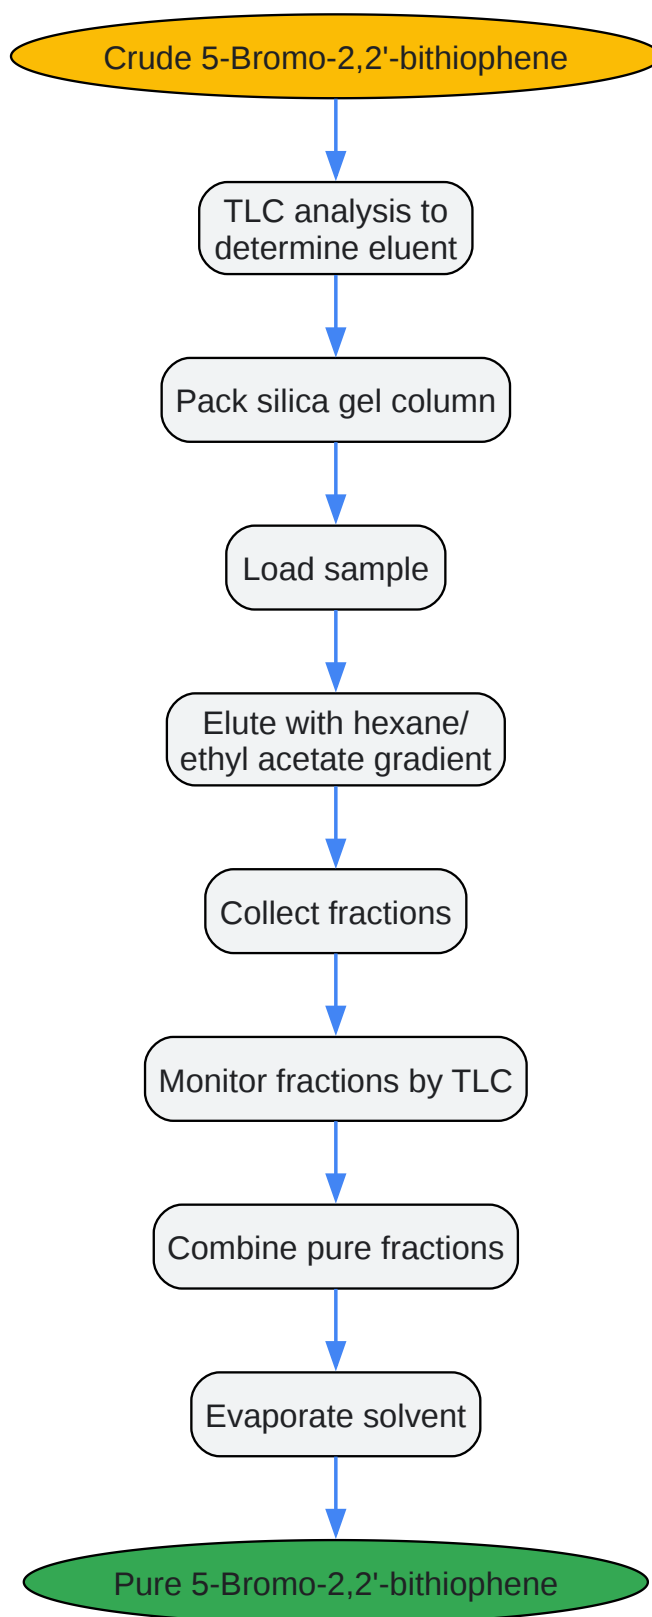 Crude 5-Bromo-2,2'-bithiophene
TLC analysis to
determine eluent
Pack silica gel column
Load sample
Elute with hexane/
ethyl acetate gradient
Collect fractions
Monitor fractions by TLC
Combine pure fractions
Evaporate solvent
Pure 5-Bromo-2,2'-bithiophene